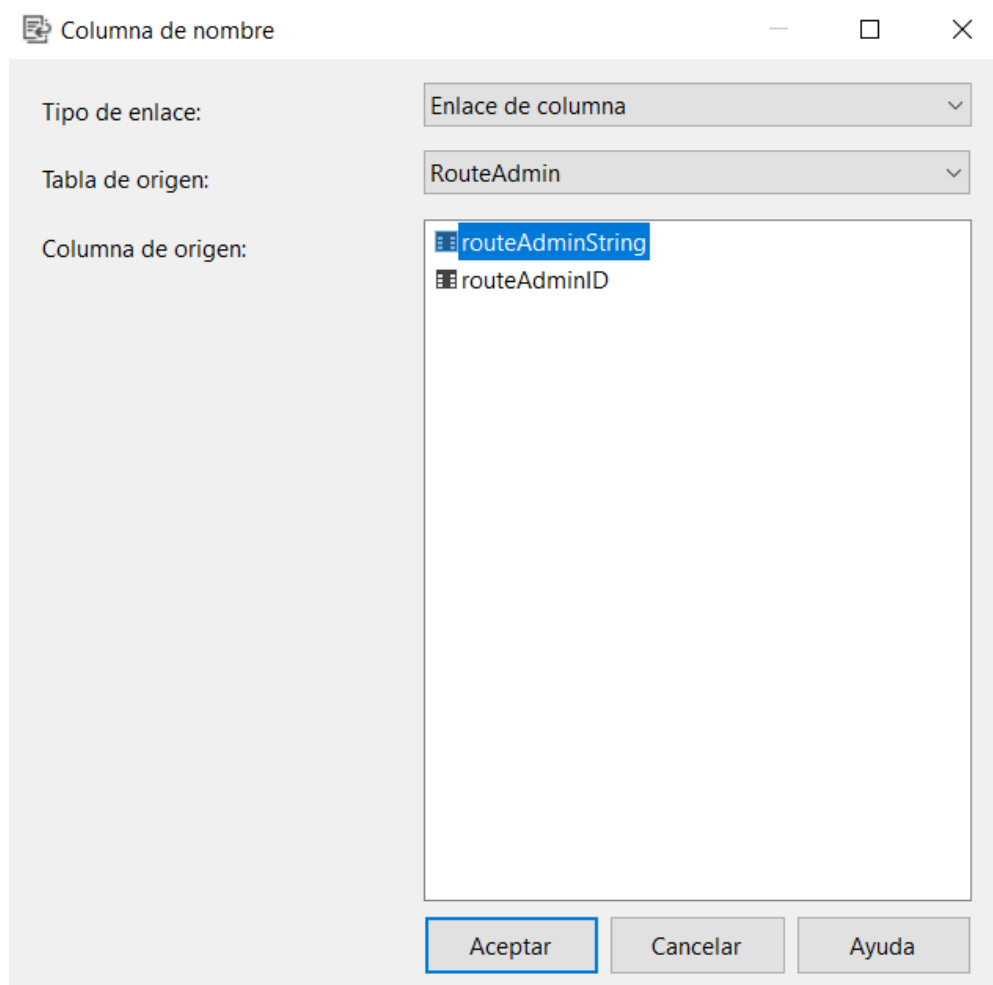 Columna de nombre
Tipo de enlace: Enlace de columna
Tabla de origen: RouteAdmin
Columna de origen: routeAdminString
routeAdminID
Aceptar Cancelar Ayuda